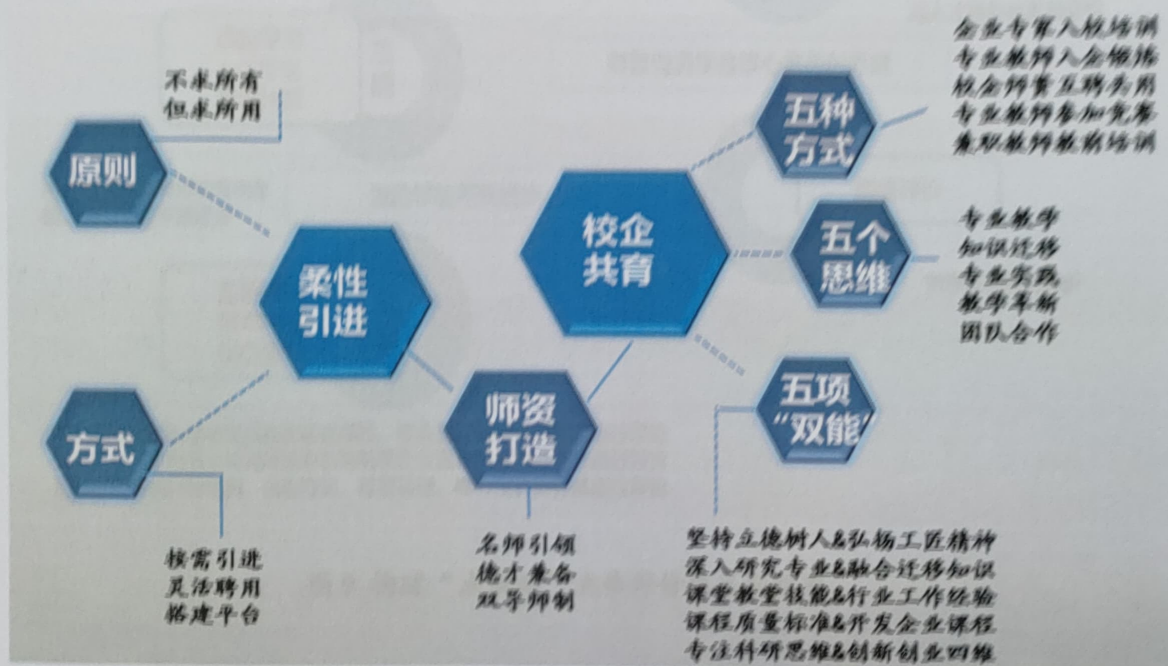 不求所有
但求所用
原则
柔性
引进
方式
按需引进
灵活聘用
搭建平台
师资
打造
名师引领
德才兼备
双导师制
校企
共育
五种
方式
企业专家入校培训
专业教师入企锻炼
校企师资互聘共用
专业教师参加竞赛
兼职教师教前培训
五个
思维
专业教学
知识迁移
专业实践
教学革新
团队合作
五项
“双能”
坚持立德树人&弘扬工匠精神
深入研究专业&融合迁移知识
课堂教堂技能&行业工作经验
课程质量标准&开发企业课程
专注科研思维&创新创业四维